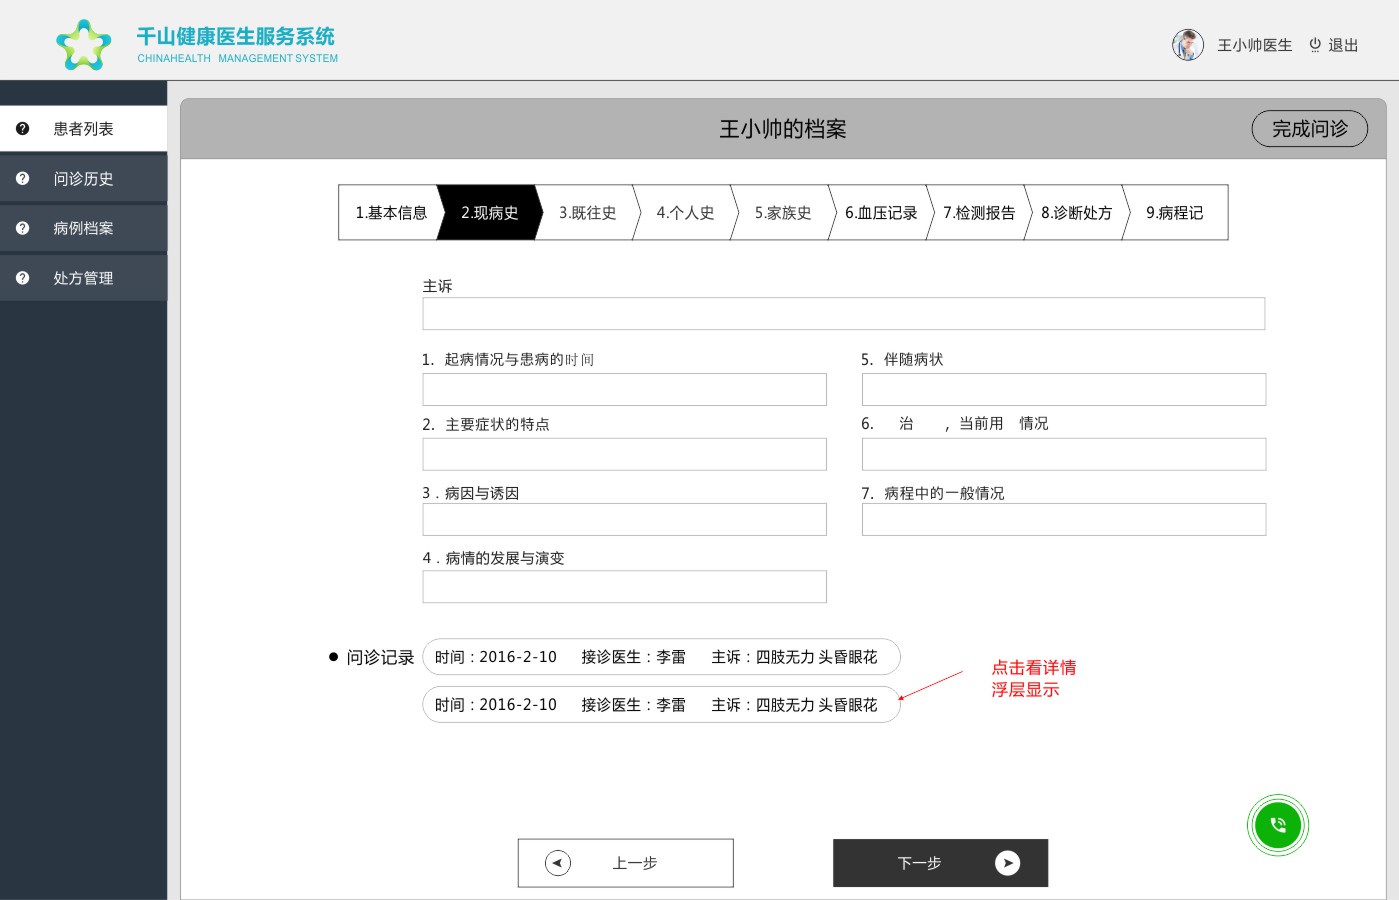 千山健康医生服务系统
CHINAHEALTH MANAGEMENT SYSTEM
王小帅医生 退出
患者列表
问诊历史
病例档案
处方管理
王小帅的档案
完成问诊
1.基本信息 2.现病史 3.既往史 4.个人史 5.家族史 6.血压记录 7.检测报告 8.诊断处方 9.病程记
主诉
1. 起病情况与患病的时间
5. 伴随病状
2. 主要症状的特点
6. 治 ，当前用 情况
3．病因与诱因
7. 病程中的一般情况
4．病情的发展与演变
问诊记录
时间：2016-2-10 接诊医生：李雷 主诉：四肢无力 头昏眼花
时间：2016-2-10 接诊医生：李雷 主诉：四肢无力 头昏眼花
点击看详情
浮层显示
上一步
下一步